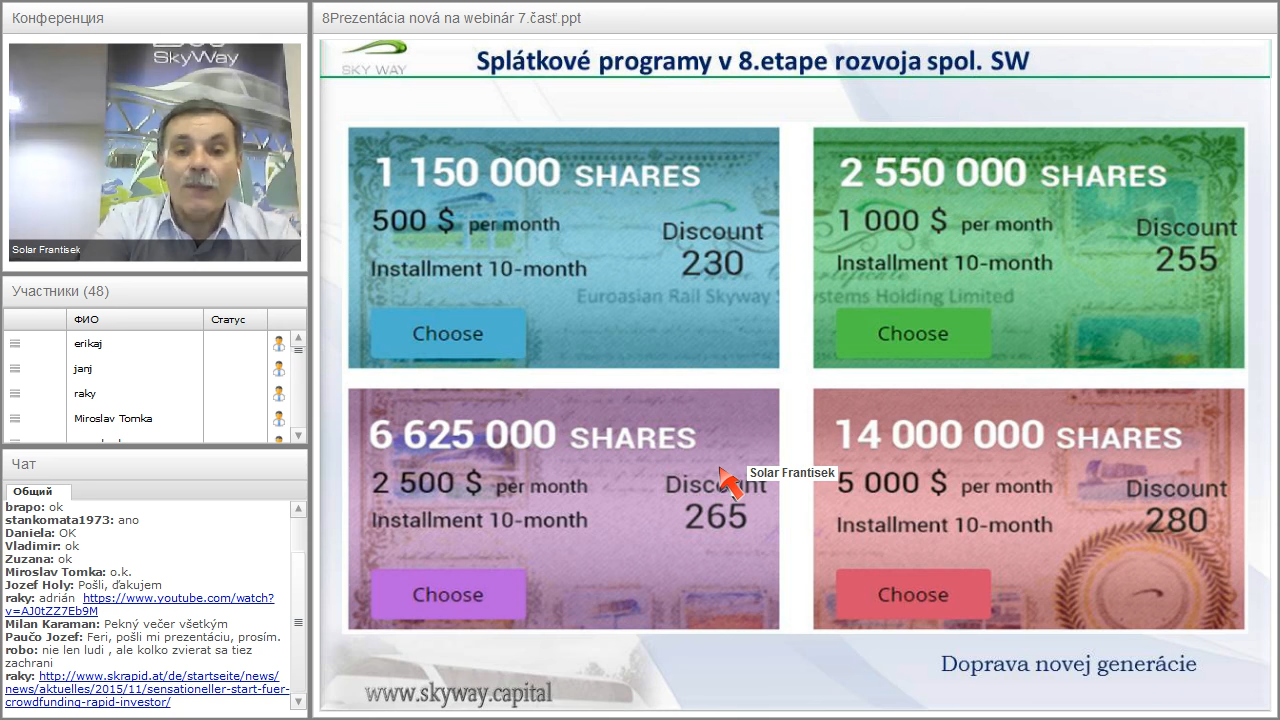 Конференция
SkyWay
Solar Frantisek
Участники (48)
ФИО
Статус
erikaj
janj
raky
Miroslav Tomka
Чат
Общий
brapo: ok
stankomata1973: ano
Daniela: OK
Vladimir: ok
Zuzana: ok
Miroslav Tomka: o.k.
Jozef Holy: Pošli, ďakujem
raky: adrián https://www.youtube.com/watch?
v=AJ0tZZ7Eb9M
Milan Karaman: Pekný večer všetkým
Paučo Jozef: Feri, pošli mi prezentáciu, prosím.
robo: nie len ludi , ale kolko zvierat sa tiez
zachrani
raky: http://www.skrapid.at/de/startseite/news/
news/aktuelles/2015/11/sensationeller-start-fuer-
crowdfunding-rapid-investor/
8Prezentácia nová na webinár 7.časť.ppt
SKY WAY
Splátkové programy v 8.etape rozvoja spol. SW
1 150 000 SHARES
500 $ per month
Discount
230
Installment 10-month
Choose
2 550 000 SHARES
1 000 $ per month
Discount
255
Installment 10-month
Choose
Euroasian Rail Skyway Systems Holding Limited
6 625 000 SHARES
2 500 $ per month
Discount
265
Installment 10-month
Choose
Solar Frantisek
14 000 000 SHARES
5 000 $ per month
Discount
280
Installment 10-month
Choose
Doprava novej generácie
www.skyway.capital